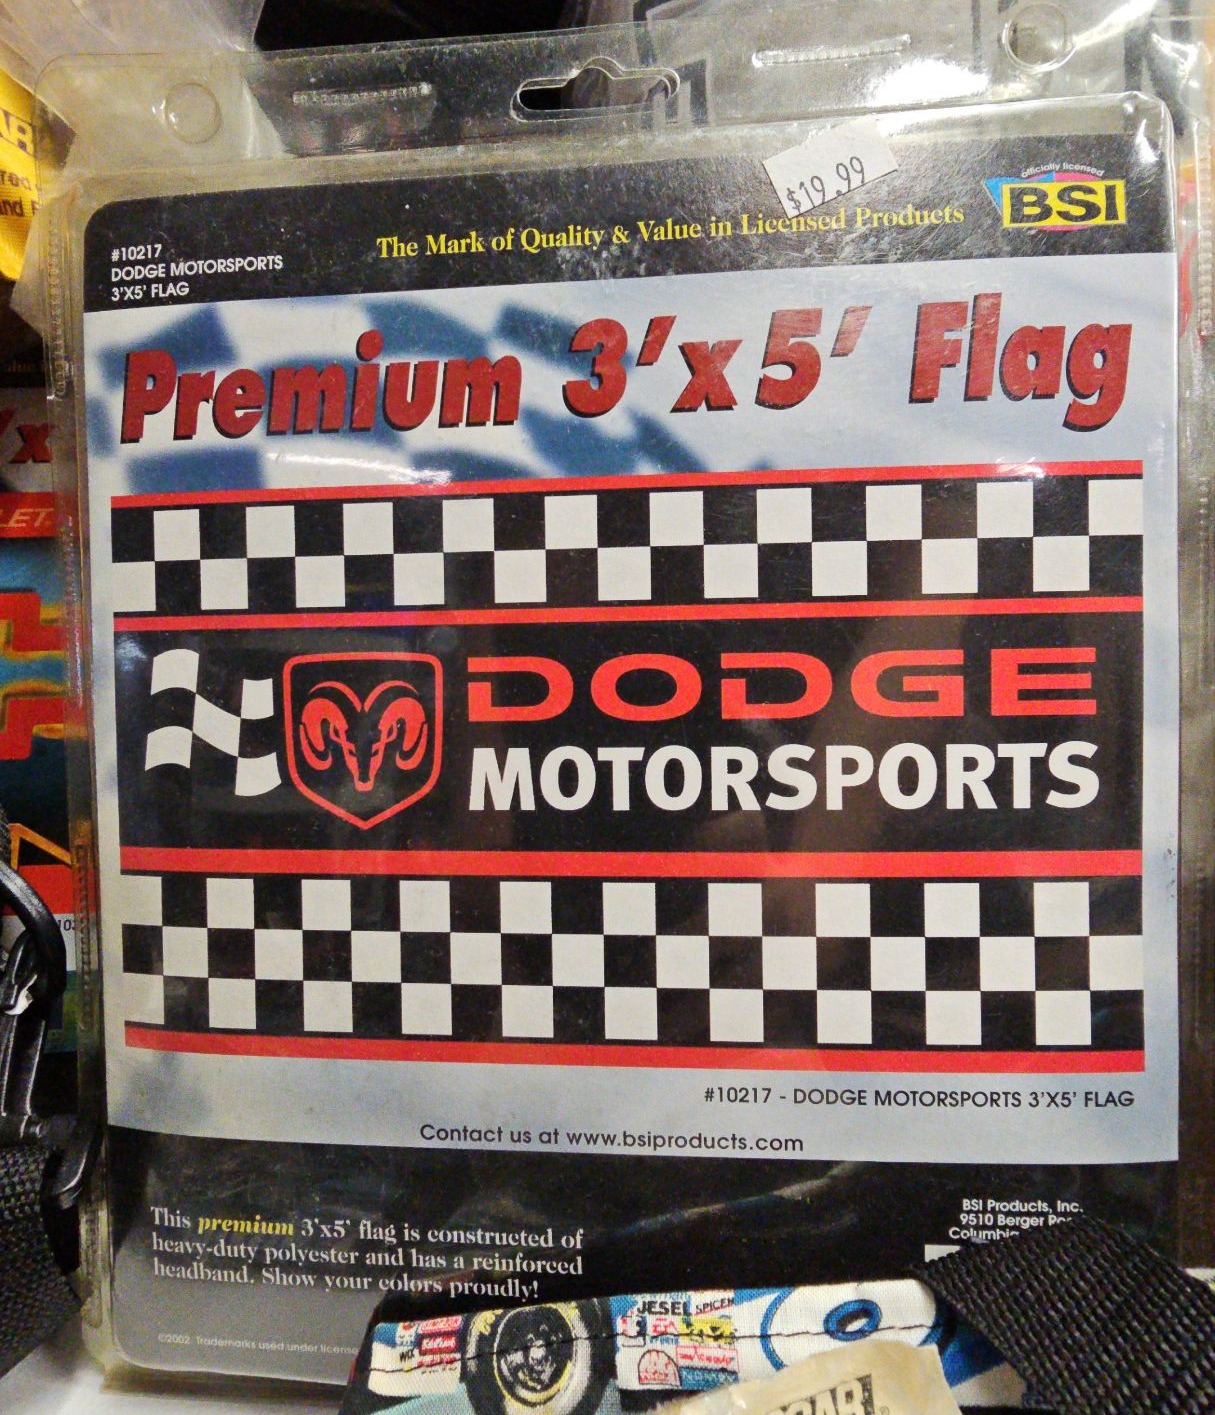 $19.99
officially licensed
BSI
The Mark of Quality & Value in Licensed Products
#10217
DODGE MOTORSPORTS
3'X5' FLAG
Premium 3'x5' Flag
DODGE
MOTORSPORTS
#10217 - DODGE MOTORSPORTS 3'X5' FLAG
Contact us at www.bsiproducts.com
This premium 3'x5' flag is constructed of
heavy-duty polyester and has a reinforced
headband. Show your colors proudly!
BSI Products, Inc.
9510 Berger
©2002. Trademarks used under license
JESEL SPICER
EA